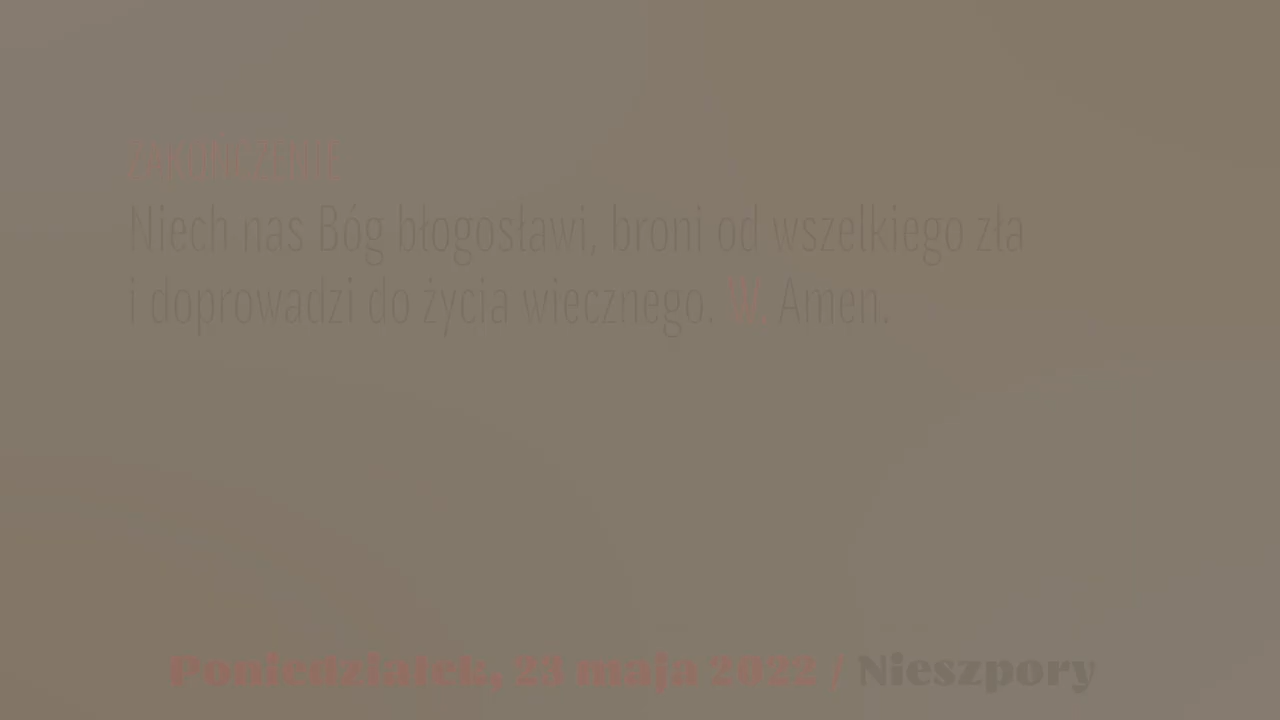 ZAKOŃCZENIE
Niech nas Bóg błogosławi, broni od wszelkiego zła
i doprowadzi do życia wiecznego. W. Amen.
Poniedziałek, 23 maja 2022 / Nieszpory